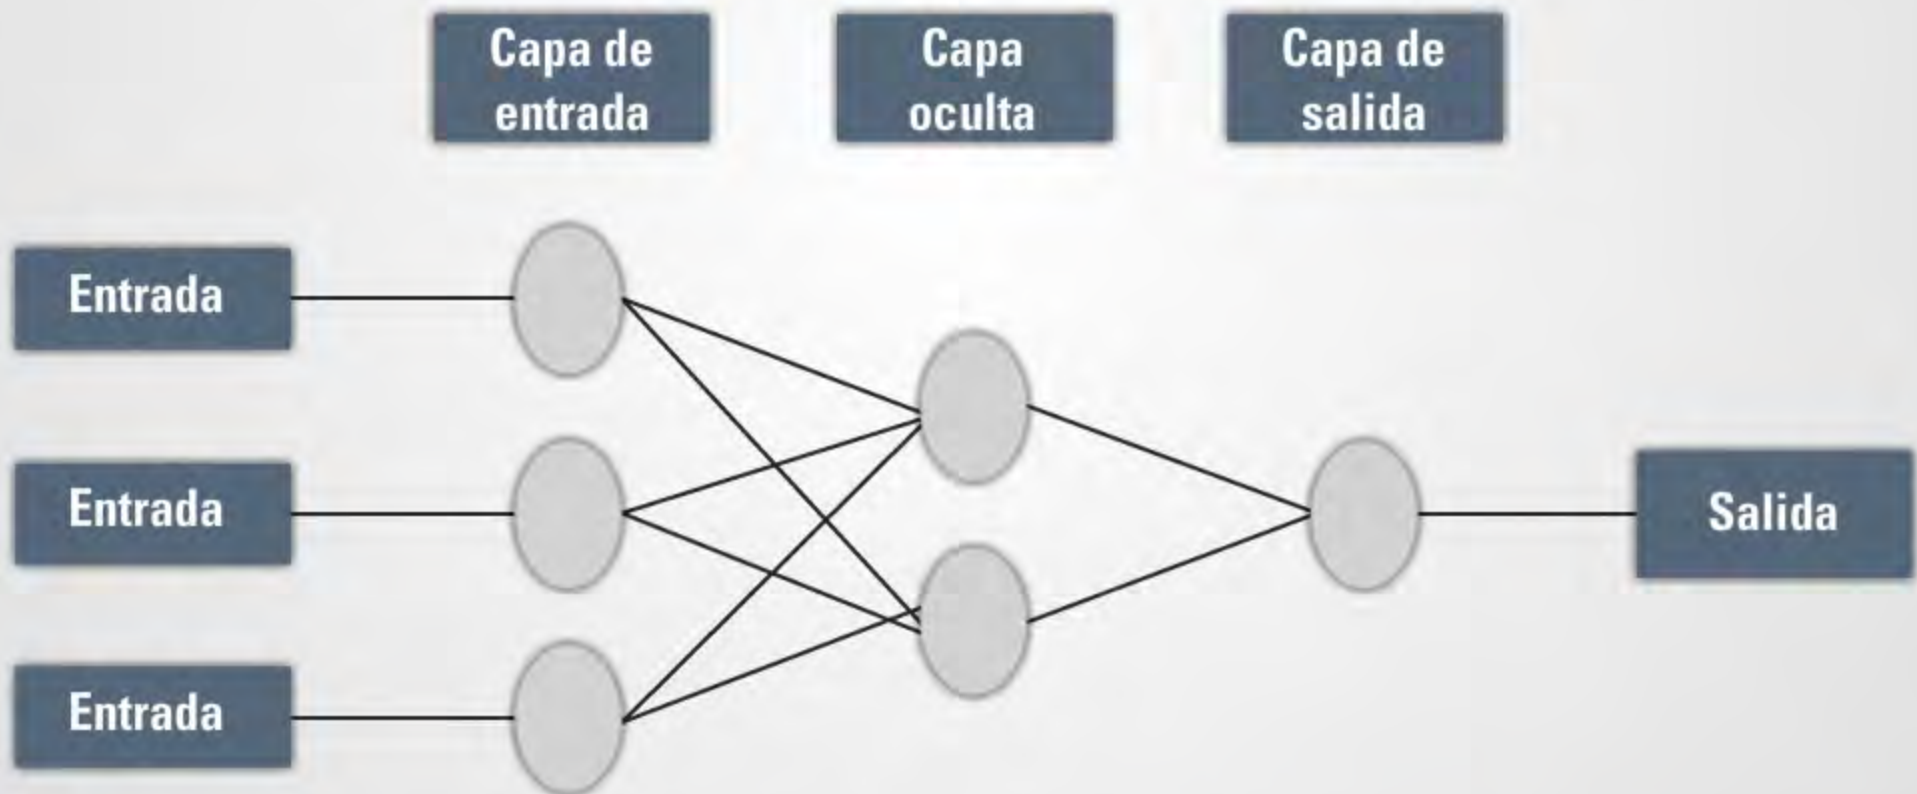 Capa de
entrada
Capa
oculta
Capa de
salida
Entrada
Entrada
Salida
Entrada